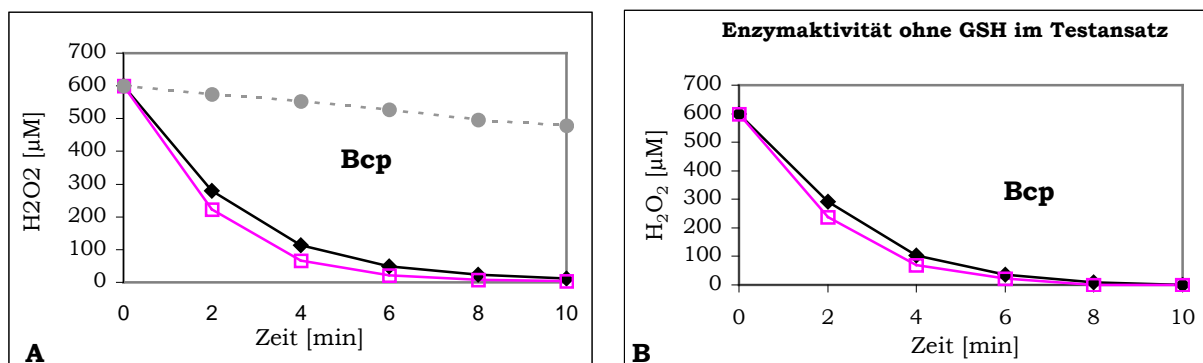 700
600
500
400
300
200
100
0
H2O2 [µM]
Bcp
0 2 4 6 8 10
Zeit [min]
A
Enzymaktivität ohne GSH im Testansatz
700
600
500
400
300
200
100
0
H₂O₂ [µM]
Bcp
0 2 4 6 8 10
Zeit [min]
B